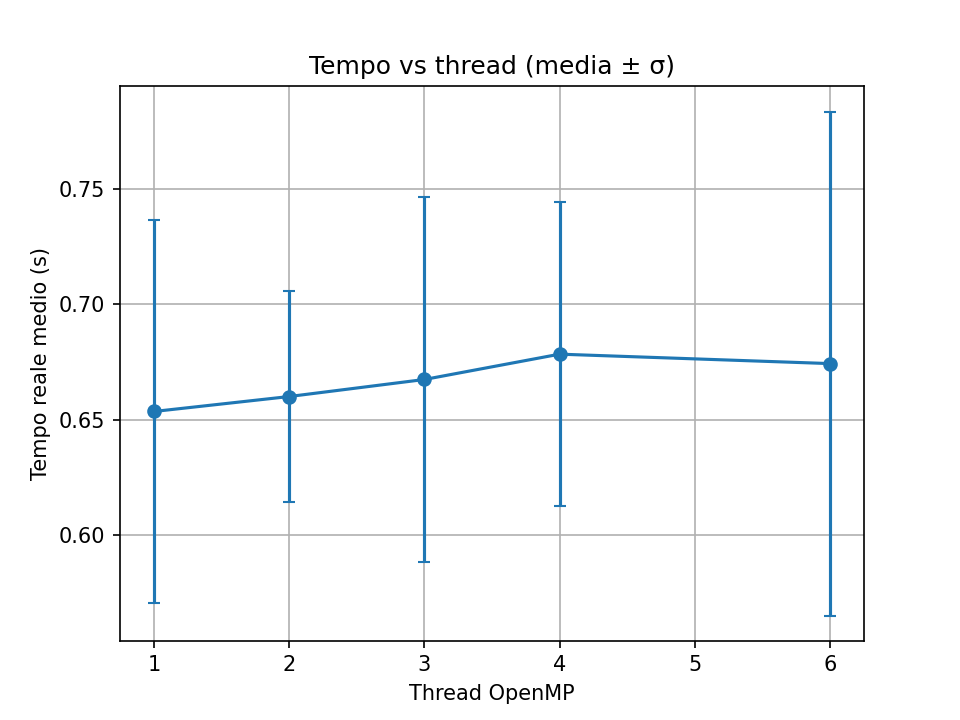 Tempo vs thread (media ± σ)
Tempo reale medio (s)
0.75
0.70
0.65
0.60
1 2 3 4 5 6
Thread OpenMP